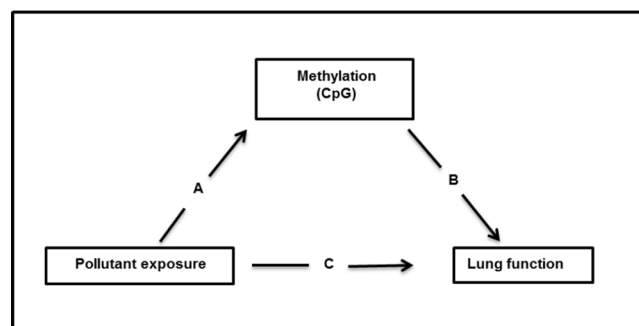 Methylation
(CpG)
A
B
Pollutant exposure
C
Lung function